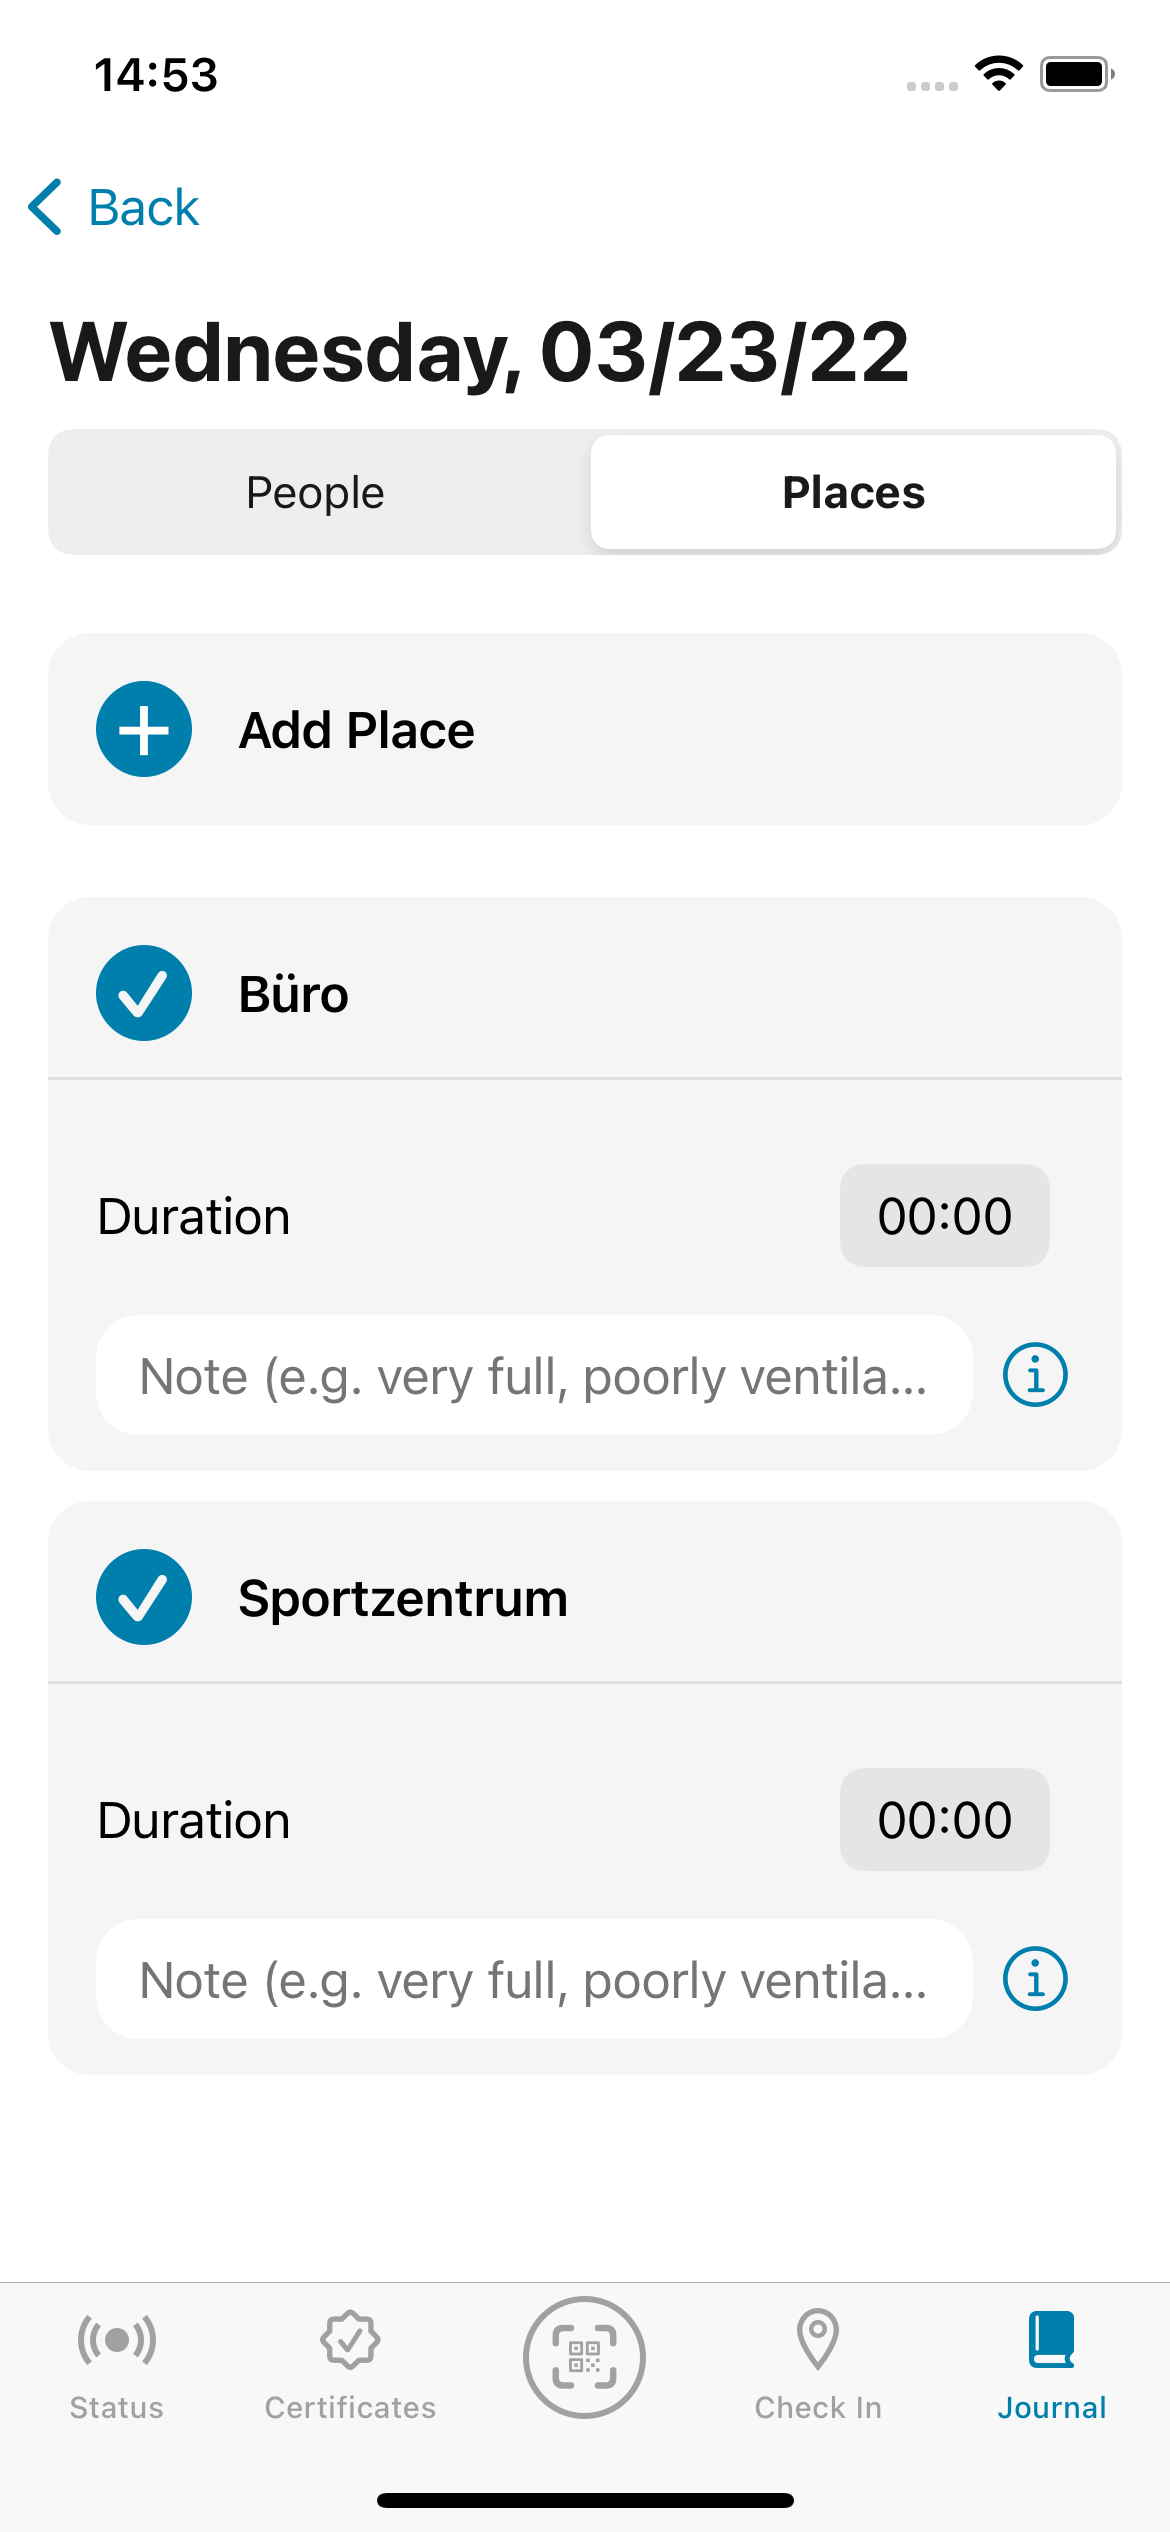 14:53
Back
Wednesday, 03/23/22
People
Places
Add Place
Büro
Duration
00:00
Note (e.g. very full, poorly ventila...
Sportzentrum
Duration
00:00
Note (e.g. very full, poorly ventila...
Status
Certificates
Check In
Journal